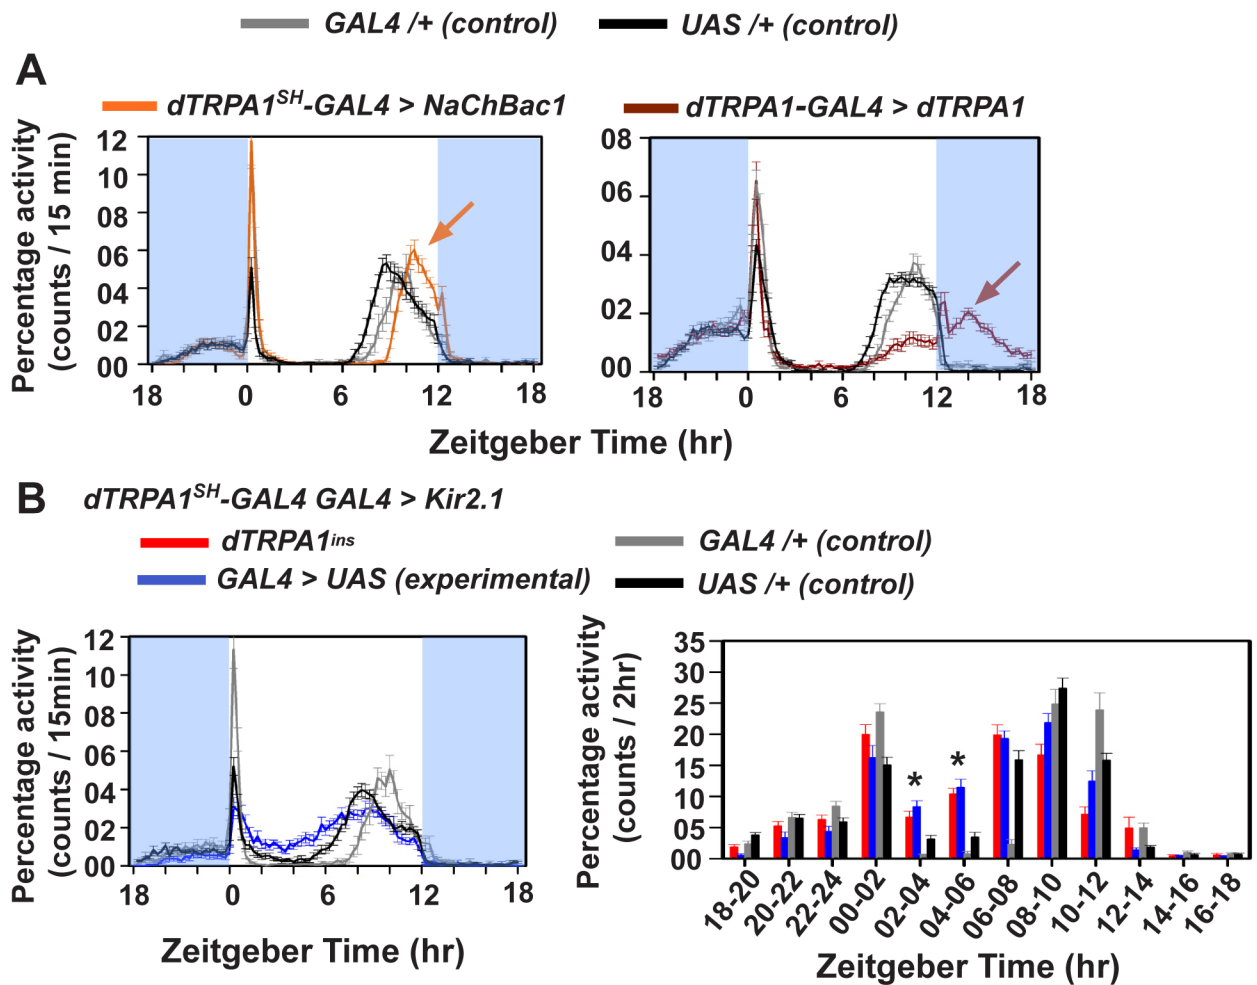 GAL4 /+ (control) UAS /+ (control)
A
dTRPA1SH-GAL4 > NaChBac1
dTRPA1-GAL4 > dTRPA1
Percentage activity
(counts / 15 min)
12
10
08
06
04
02
00
18 0 6 12 18
08
06
04
02
00
18 0 6 12 18
Zeitgeber Time (hr)
B
dTRPA1SH-GAL4 GAL4 > Kir2.1
dTRPA1ins
GAL4 > UAS (experimental)
GAL4 /+ (control)
UAS /+ (control)
Percentage activity
(counts / 15min)
12
10
08
06
04
02
00
18 0 6 12 18
Zeitgeber Time (hr)
Percentage activity
(counts / 2hr)
35
30
25
20
15
10
05
00
* *
18-20 20-22 22-24 00-02 02-04 04-06 06-08 08-10 10-12 12-14 14-16 16-18
Zeitgeber Time (hr)